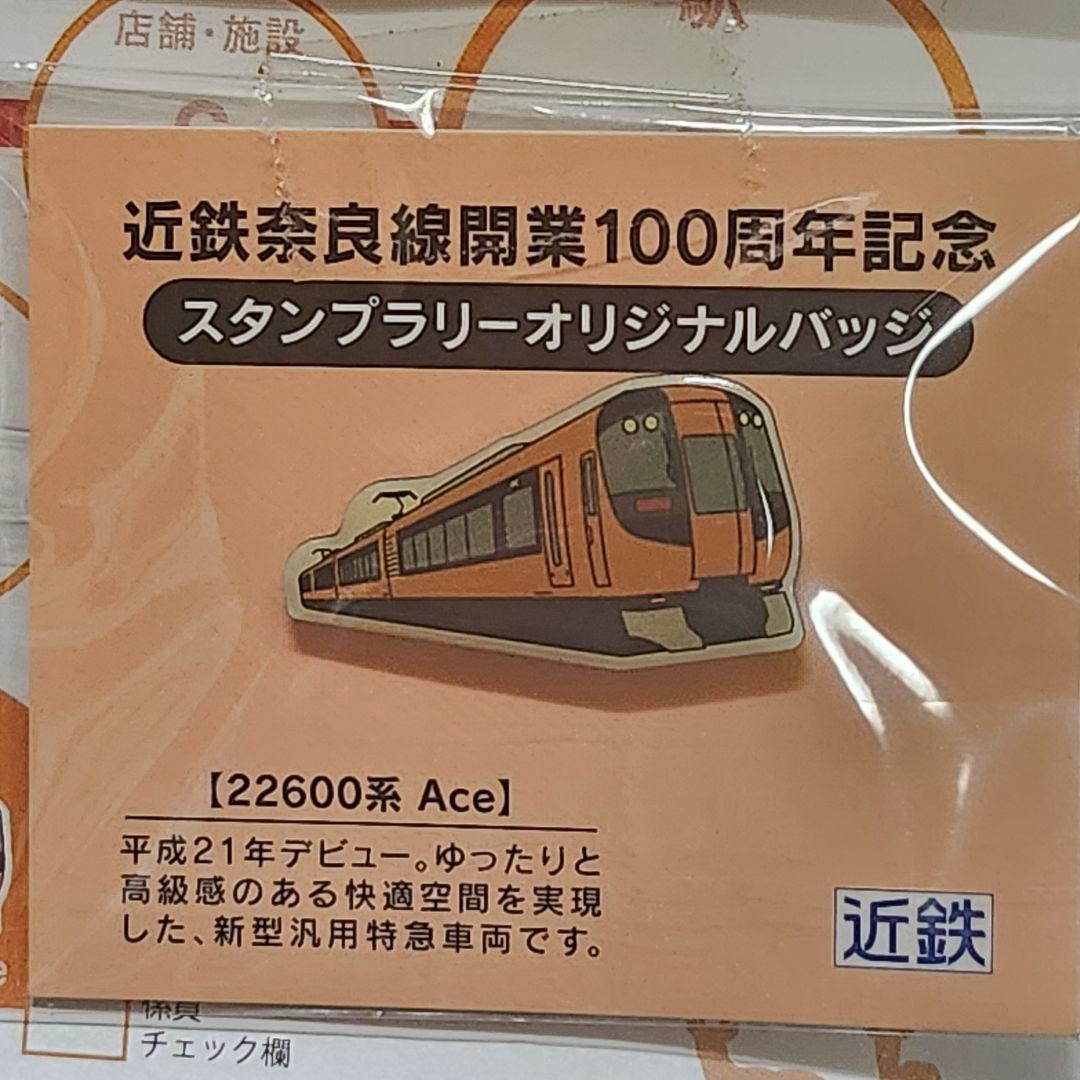 店舗・施設
駅
近鉄奈良線開業100周年記念
スタンプラリーオリジナルバッジ
【22600系 Ace】
平成21年デビュー。ゆったりと
高級感のある快適空間を実現
した、新型汎用特急車両です。
近鉄
係員
チェック欄